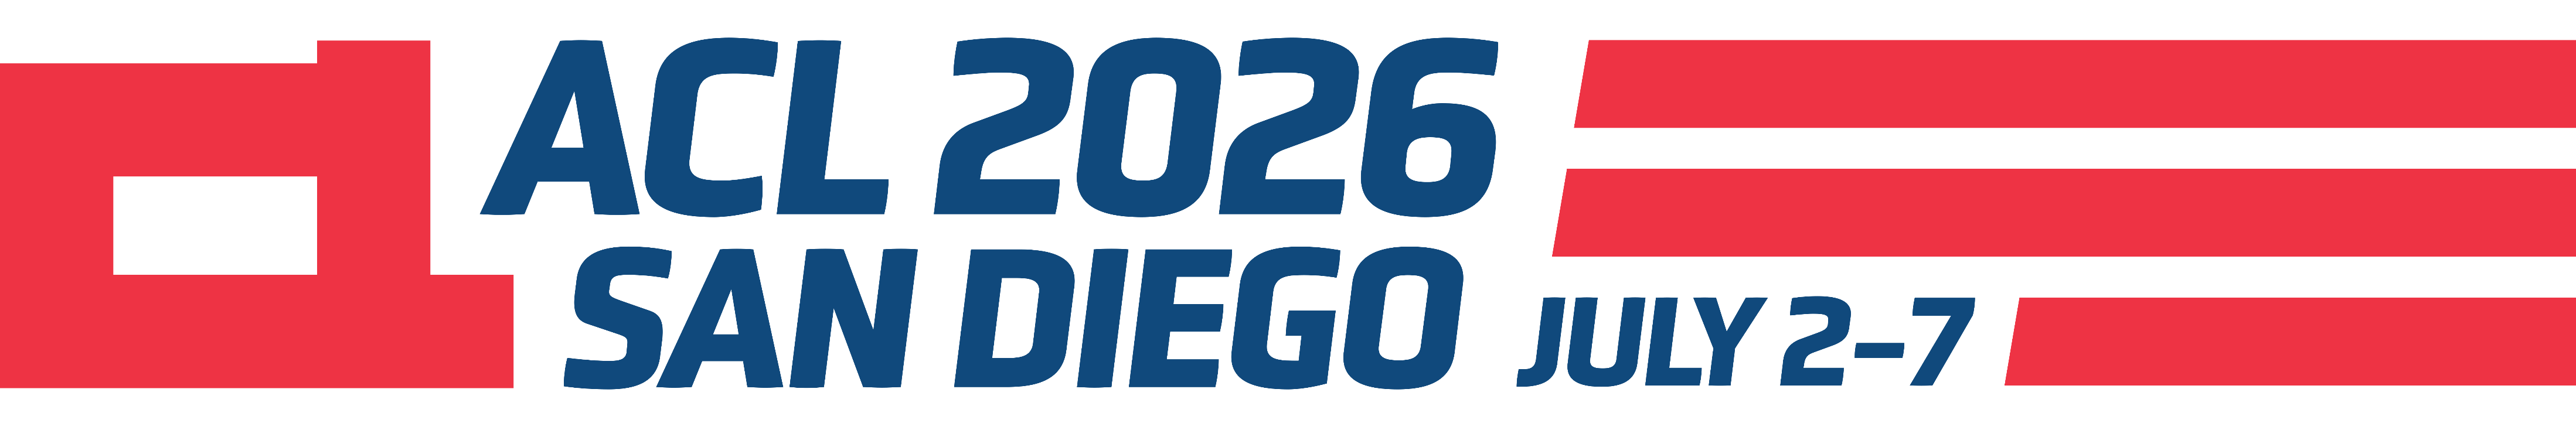 ACL 2026
SAN DIEGO
JULY 2–7